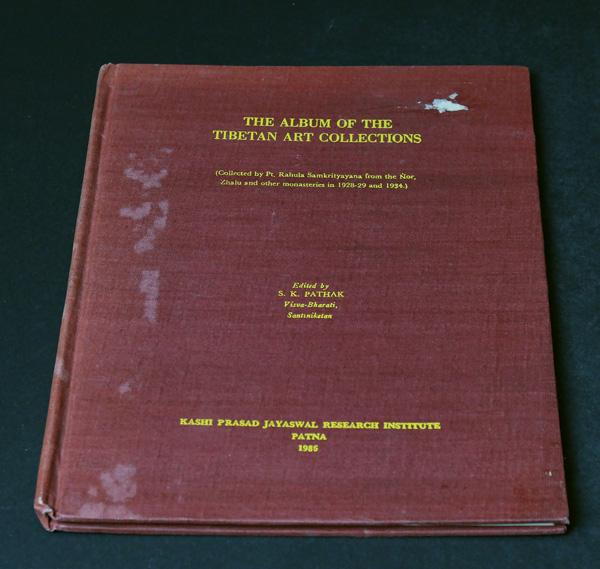 THE ALBUM OF THE
TIBETAN ART COLLECTIONS
(Collected by Pt. Rahula Samkrityayana from the Ñor,
Zhalu and other monasteries in 1928-29 and 1934.)
Edited by
S. K. PATHAK
Visva-Bharati,
Santiniketan
KASHI PRASAD JAYASWAL RESEARCH INSTITUTE
PATNA
1986